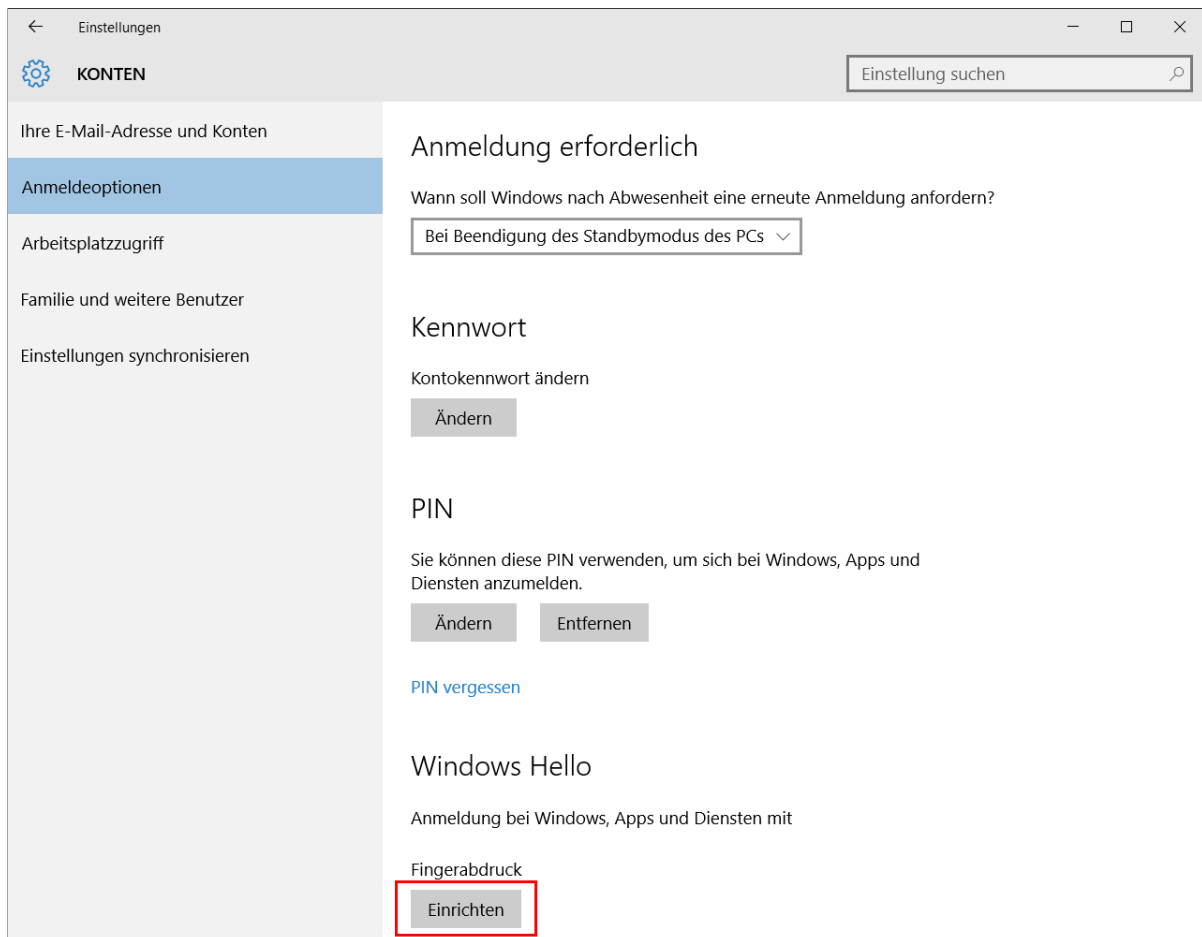 Einstellungen
KONTEN
Einstellung suchen
Ihre E-Mail-Adresse und Konten
Anmeldeoptionen
Arbeitsplatzzugriff
Familie und weitere Benutzer
Einstellungen synchronisieren
Anmeldung erforderlich
Wann soll Windows nach Abwesenheit eine erneute Anmeldung anfordern?
Bei Beendigung des Standbymodus des PCs
Kennwort
Kontokennwort ändern
Ändern
PIN
Sie können diese PIN verwenden, um sich bei Windows, Apps und
Diensten anzumelden.
Ändern Entfernen
PIN vergessen
Windows Hello
Anmeldung bei Windows, Apps und Diensten mit
Fingerabdruck
Einrichten